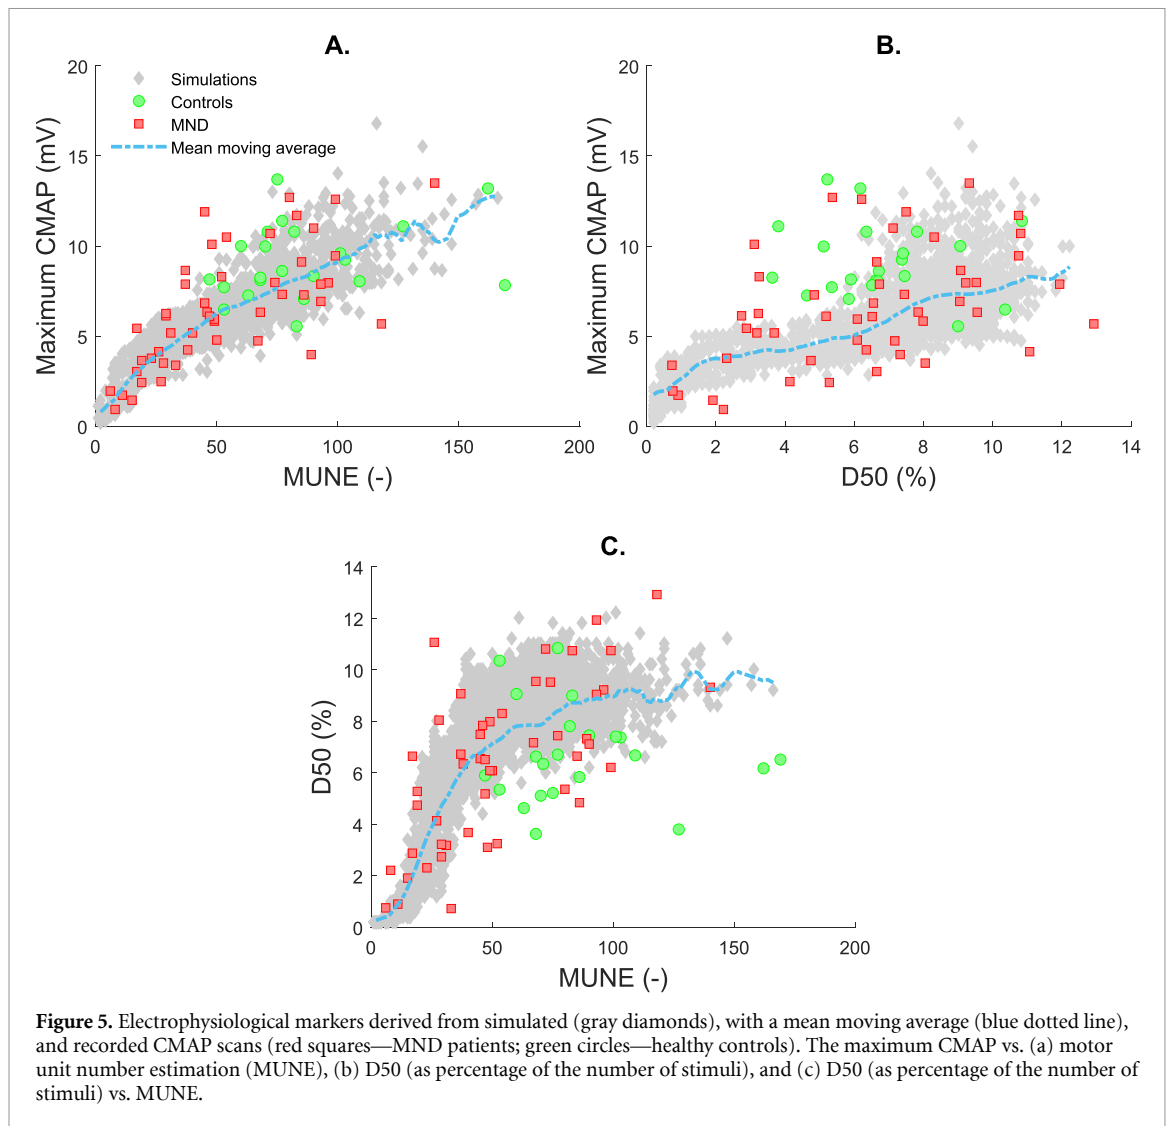 A.
20
15
10
5
0
Maximum CMAP (mV)
Simulations
Controls
MND
Mean moving average
0 50 100 150 200
MUNE (-)
B.
20
15
10
5
0
Maximum CMAP (mV)
0 2 4 6 8 10 12 14
D50 (%)
C.
14
12
10
8
6
4
2
0
D50 (%)
0 50 100 150 200
MUNE (-)
Figure 5. Electrophysiological markers derived from simulated (gray diamonds), with a mean moving average (blue dotted line),
and recorded CMAP scans (red squares—MND patients; green circles—healthy controls). The maximum CMAP vs. (a) motor
unit number estimation (MUNE), (b) D50 (as percentage of the number of stimuli), and (c) D50 (as percentage of the number of
stimuli) vs. MUNE.